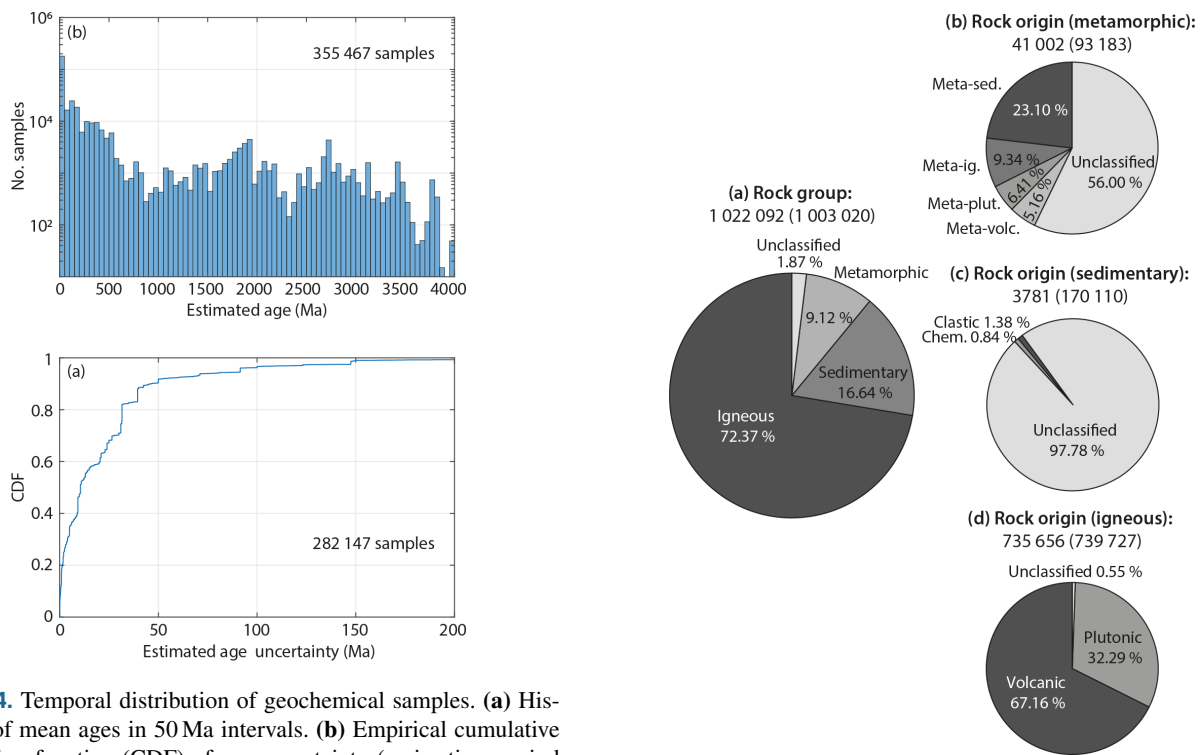 10⁶
(b)
355 467 samples
10⁴
No. samples
10²
0 500 1000 1500 2000 2500 3000 3500 4000
Estimated age (Ma)
1
(a)
0.8
0.6
CDF
0.4
282 147 samples
0.2
0
0 50 100 150 200
Estimated age uncertainty (Ma)
4. Temporal distribution of geochemical samples. (a) His-
of mean ages in 50 Ma intervals. (b) Empirical cumulative
(a) Rock group:
1 022 092 (1 003 020)
Unclassified
1.87 %
Metamorphic
9.12 %
Sedimentary
16.64 %
Igneous
72.37 %
(b) Rock origin (metamorphic):
41 002 (93 183)
Meta-sed.
23.10 %
Meta-ig.
9.34 %
Unclassified
56.00 %
6.41 %
Meta-plut.
5.16 %
Meta-volc.
(c) Rock origin (sedimentary):
3781 (170 110)
Clastic 1.38 %
Chem. 0.84 %
Unclassified
97.78 %
(d) Rock origin (igneous):
735 656 (739 727)
Unclassified 0.55 %
Plutonic
32.29 %
Volcanic
67.16 %